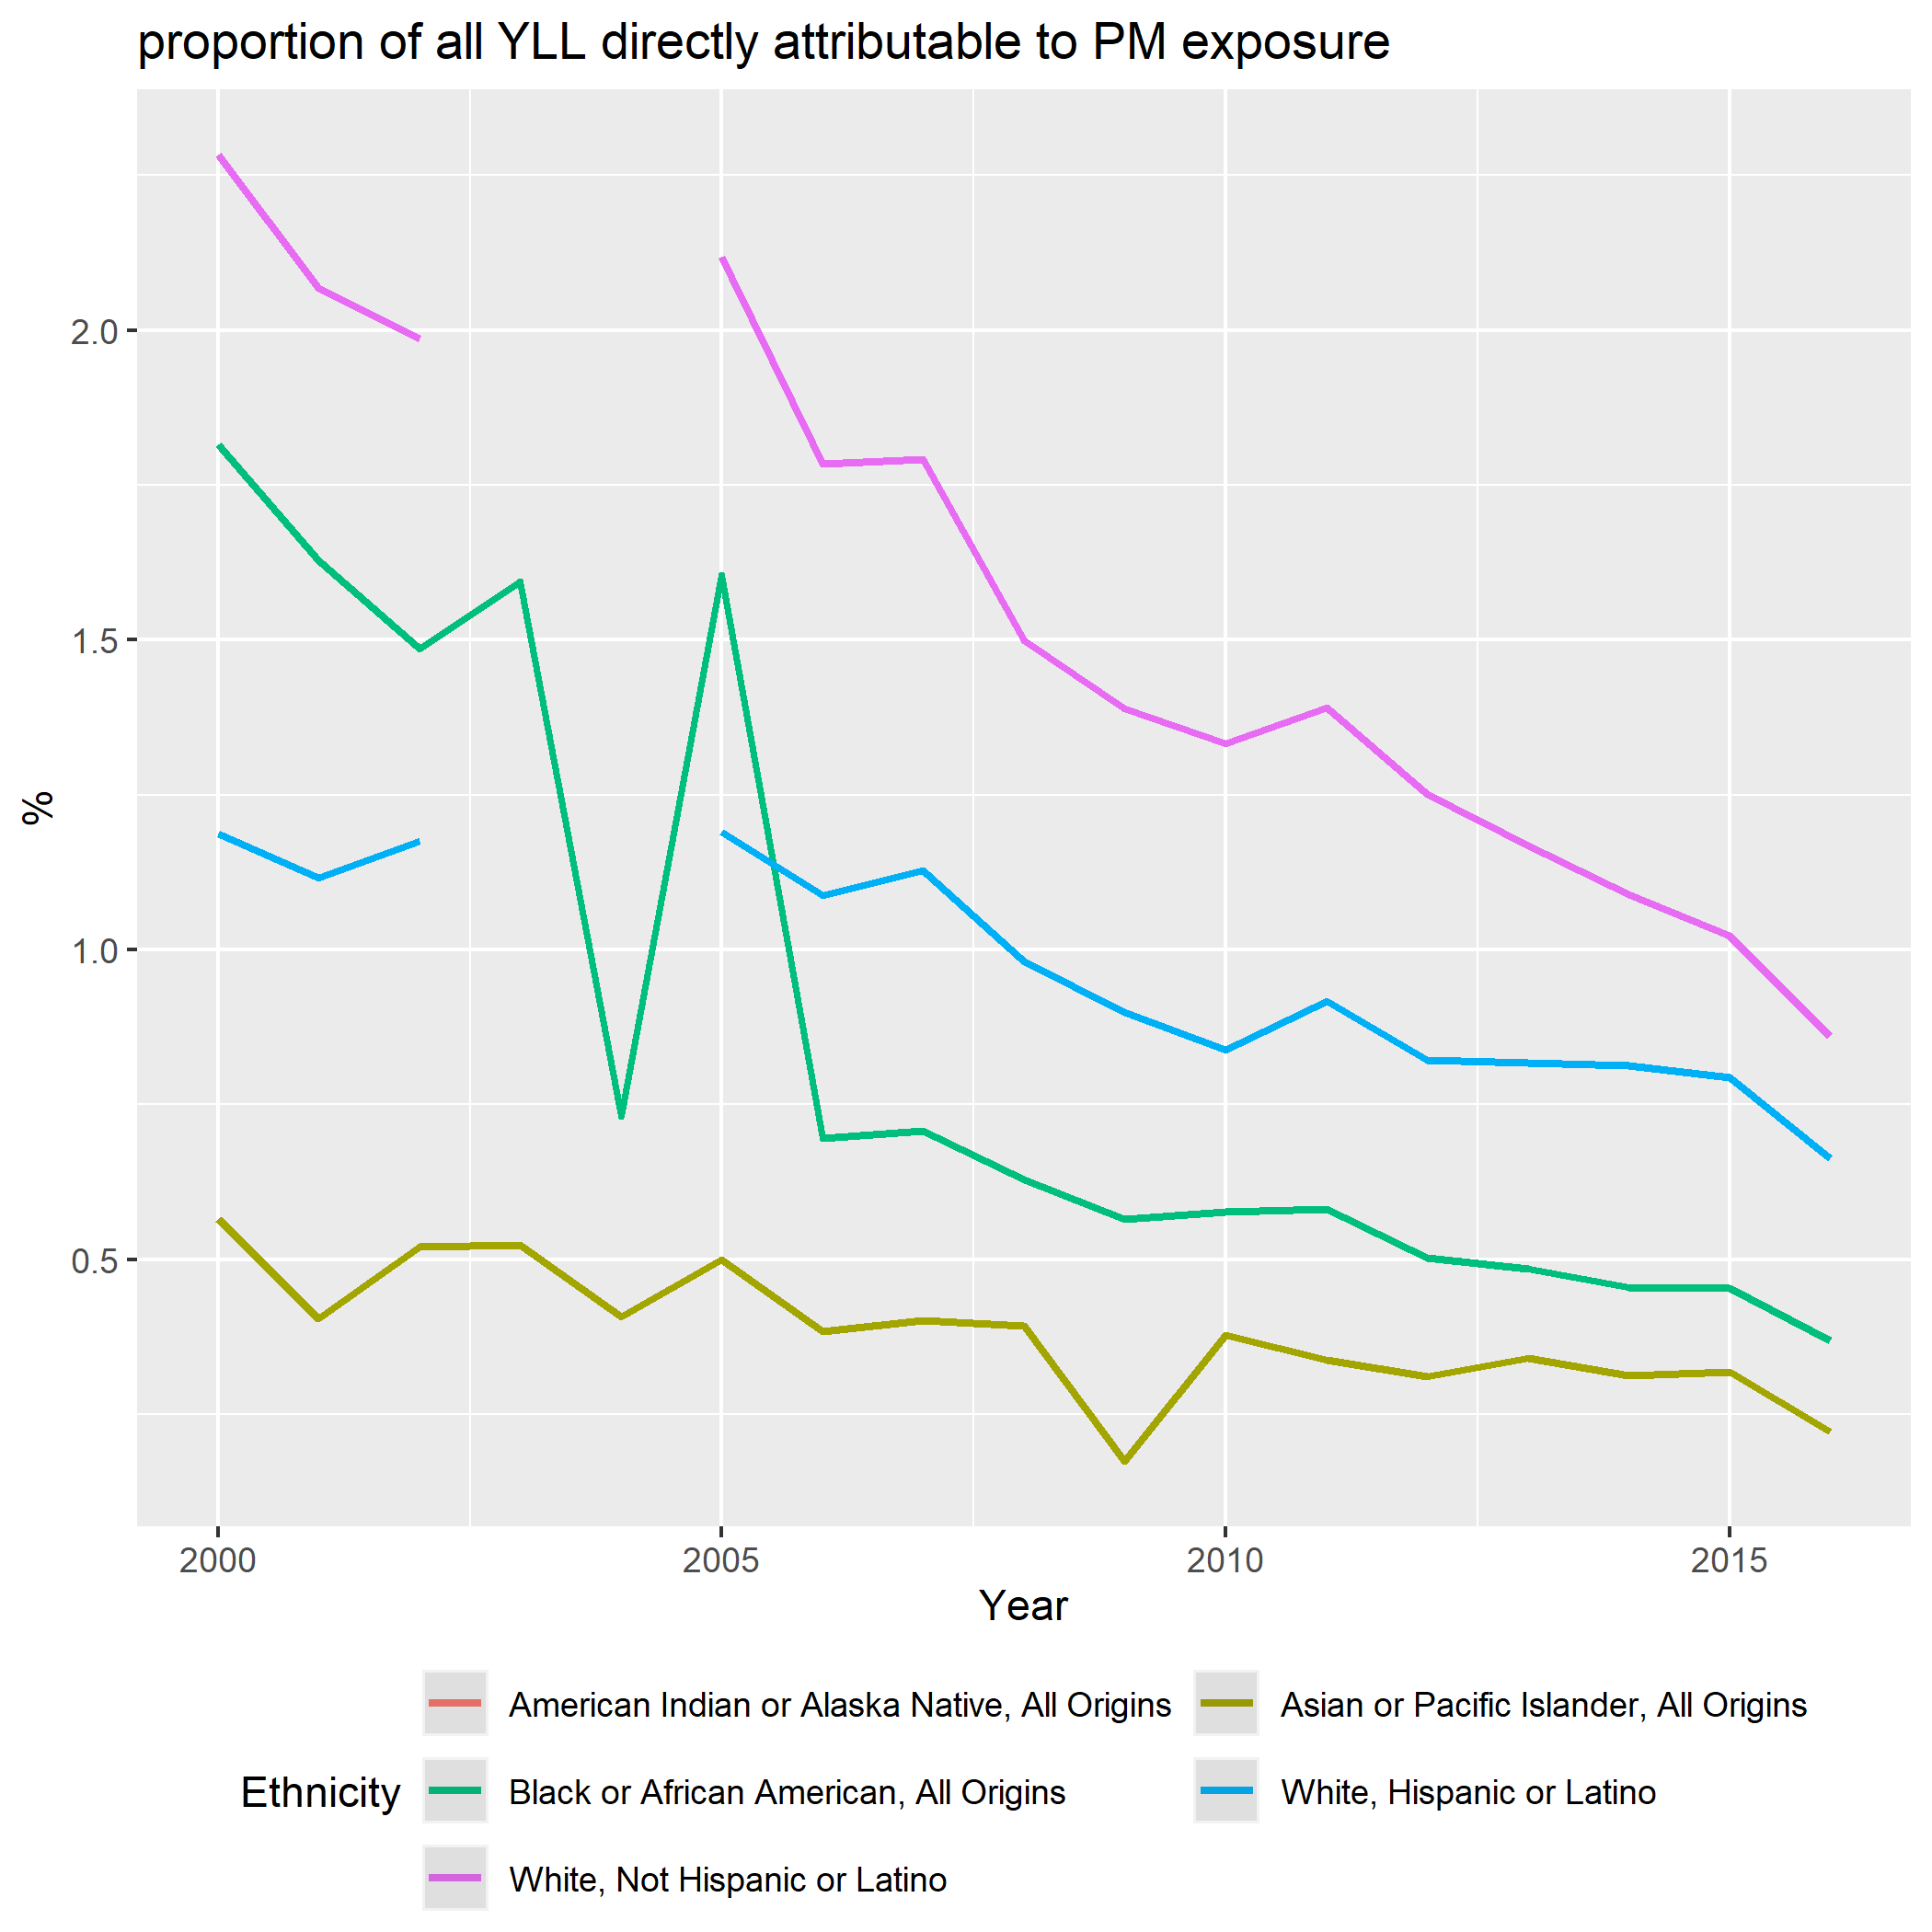 proportion of all YLL directly attributable to PM exposure
%
2.0
1.5
1.0
0.5
2000 2005 2010 2015
Year
Ethnicity
American Indian or Alaska Native, All Origins
Asian or Pacific Islander, All Origins
Black or African American, All Origins
White, Hispanic or Latino
White, Not Hispanic or Latino